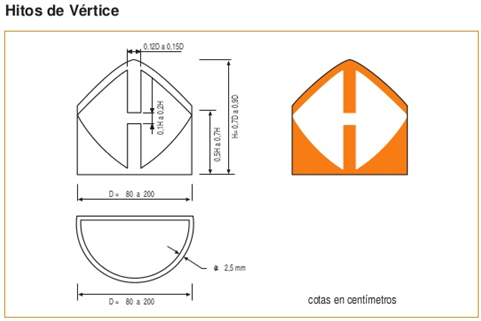 Hitos de Vértice
0,12D a 0,15D
0,1H a 0,2H
0,5H a 0,7H
H= 0,7D a 0,9D
D = 80 a 200
2,5 mm
D = 80 a 200
cotas en centímetros